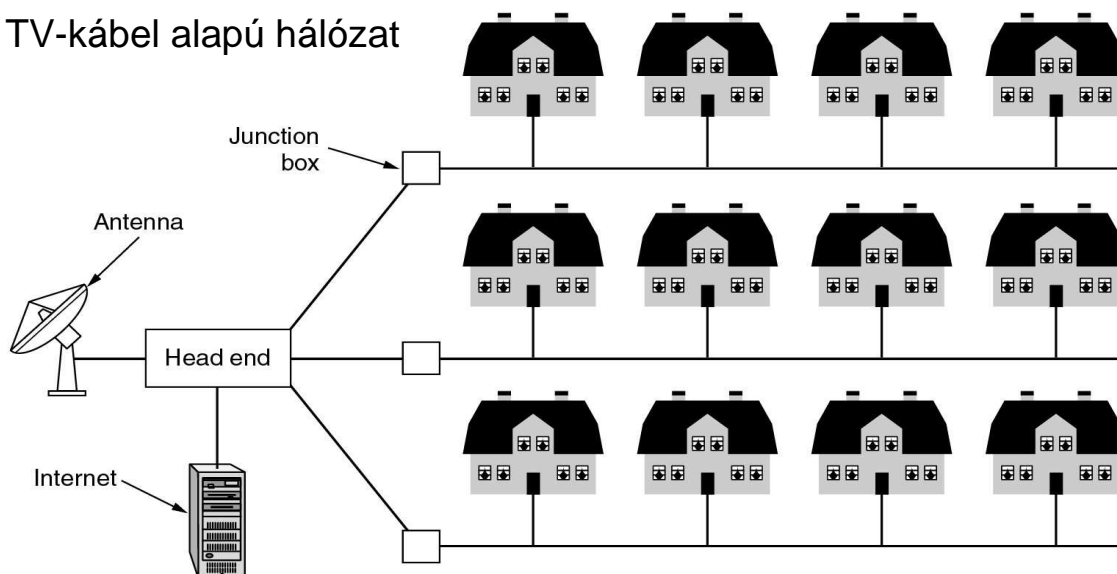 TV-kábel alapú hálózat
Junction
box
Antenna
Head end
Internet